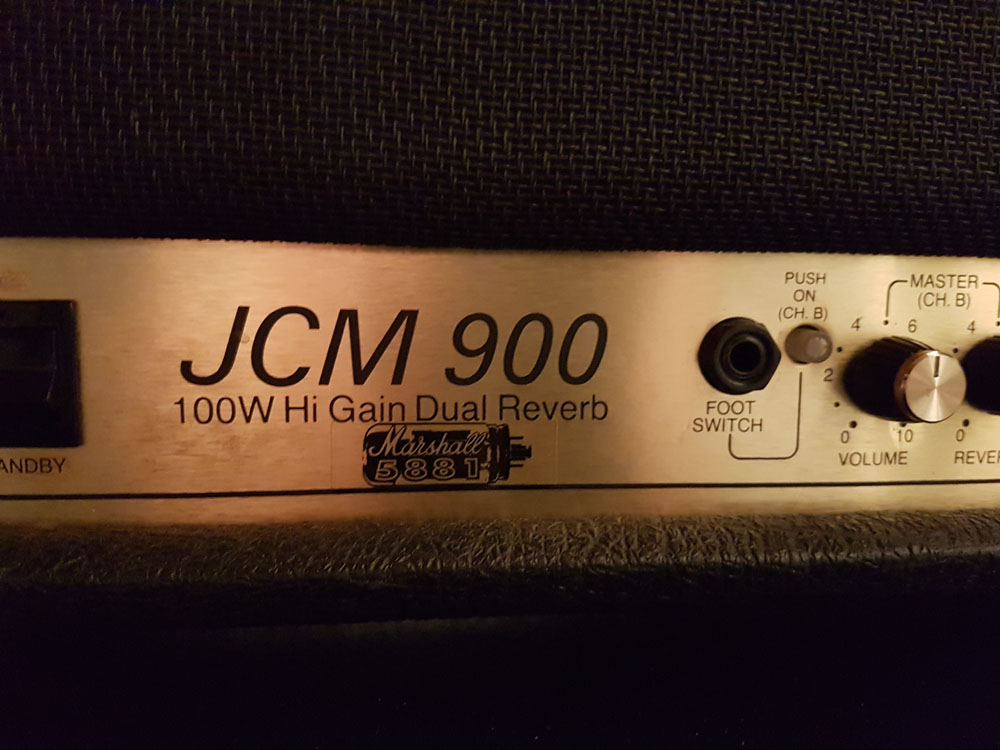 JCM 900
100W Hi Gain Dual Reverb
Marshall
5881
ANDBY
PUSH
ON
(CH. B)
FOOT
SWITCH
MASTER
(CH. B)
4
6
4
2
0
10
0
VOLUME
REVE